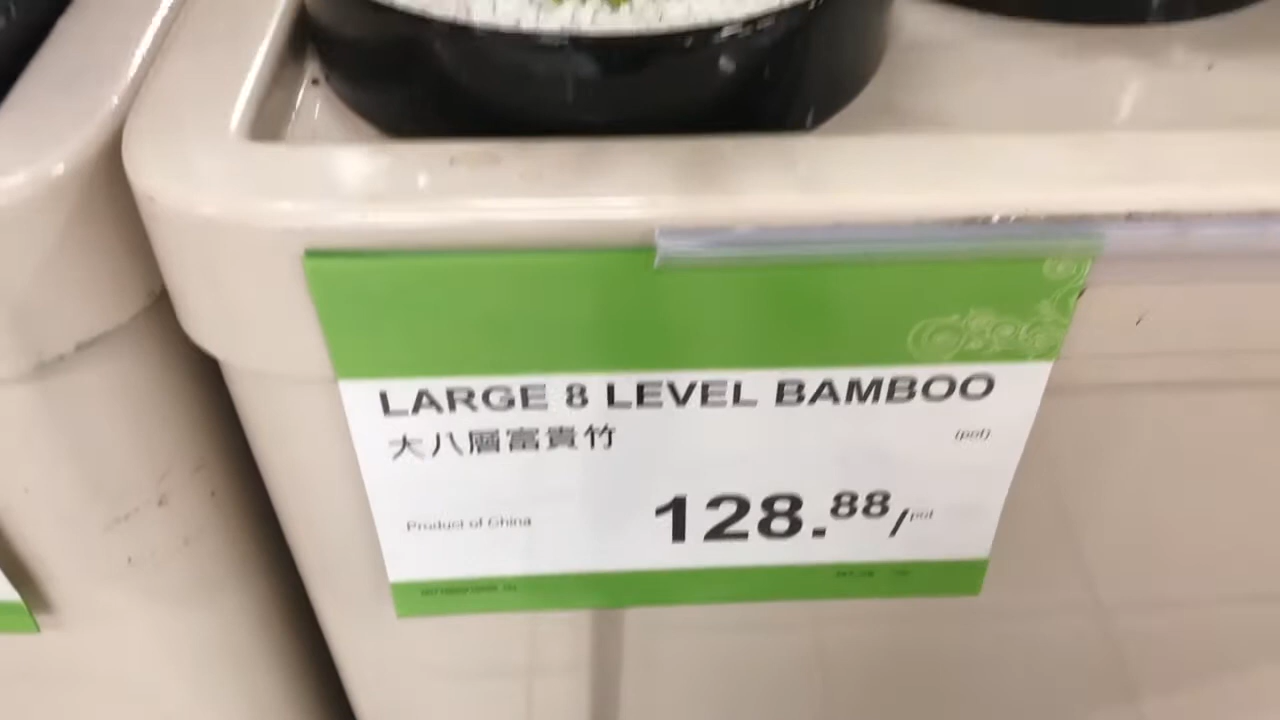 LARGE 8 LEVEL BAMBOO
大八層富貴竹
(pot)
Product of China
128.88/pot